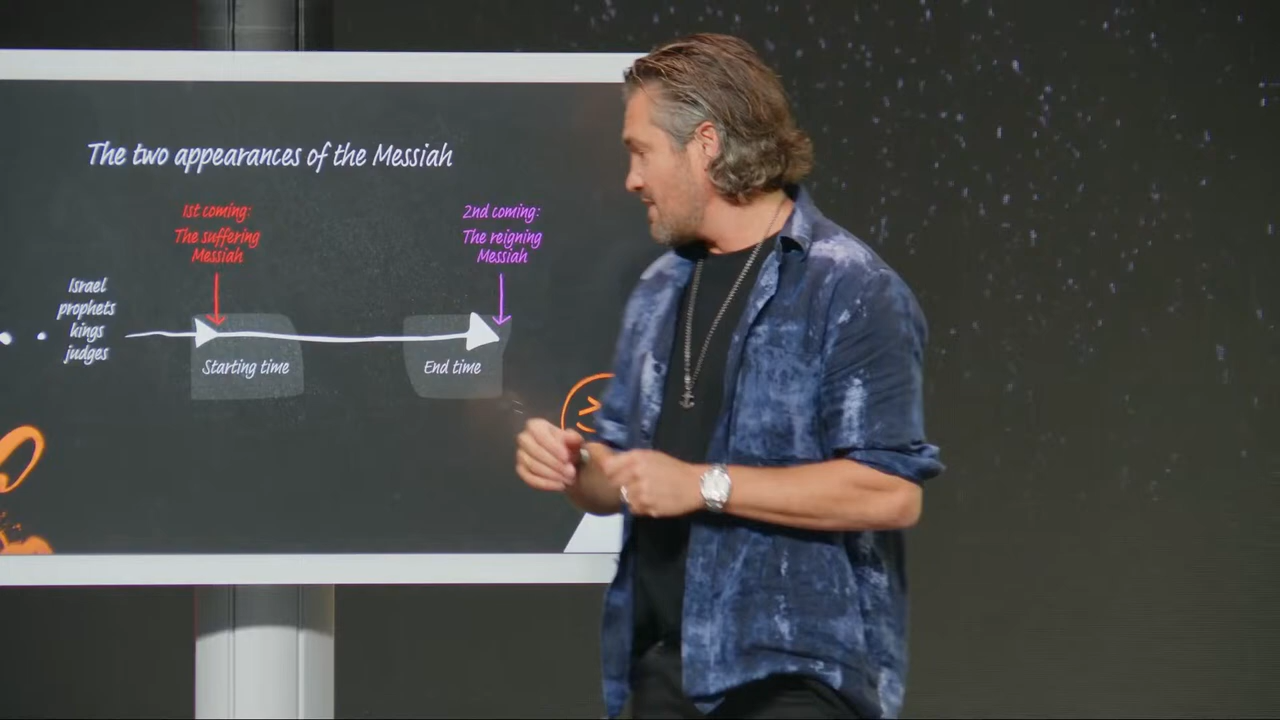 The two appearances of the Messiah
1st coming:
The suffering
Messiah
2nd coming:
The reigning
Messiah
Israel
prophets
kings
judges
Starting time
End time